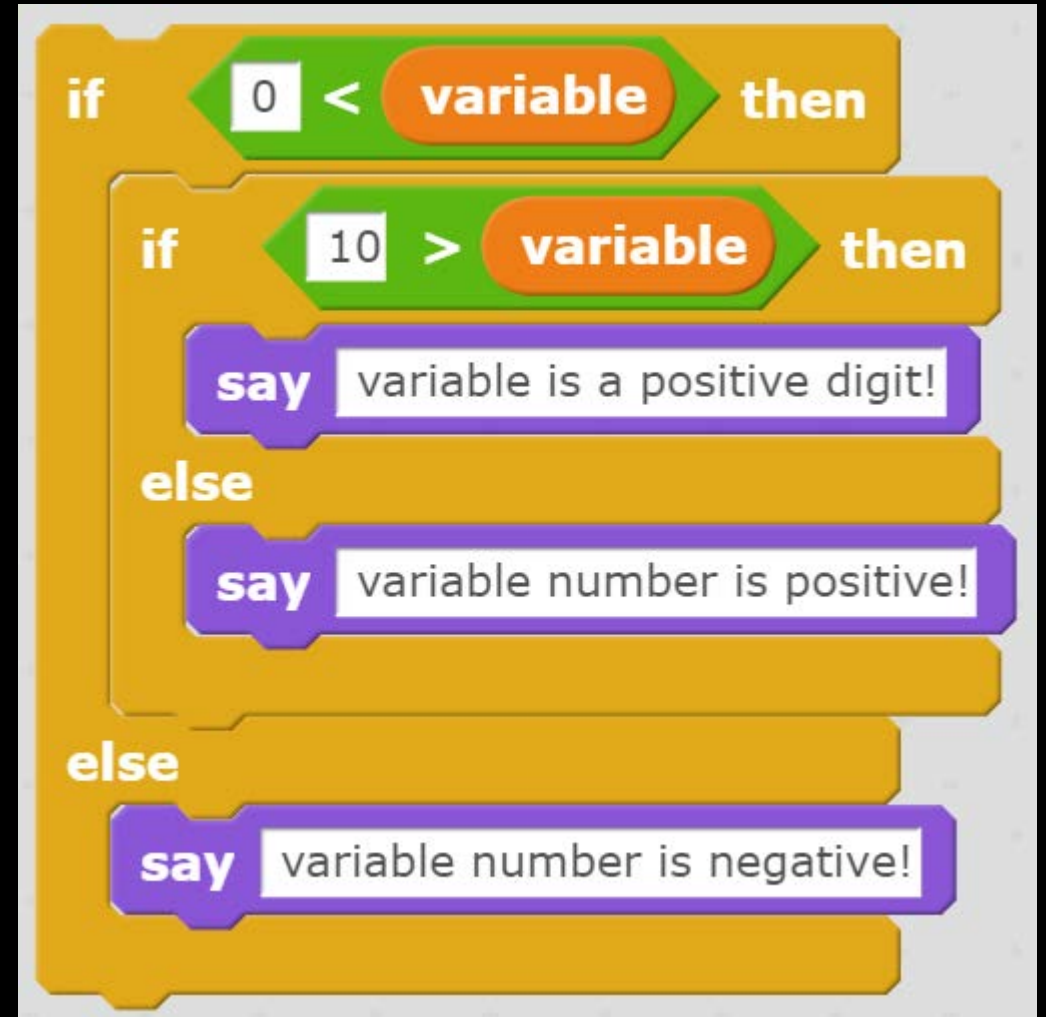 if 0 < variable then
if 10 > variable then
say variable is a positive digit!
else
say variable number is positive!
else
say variable number is negative!